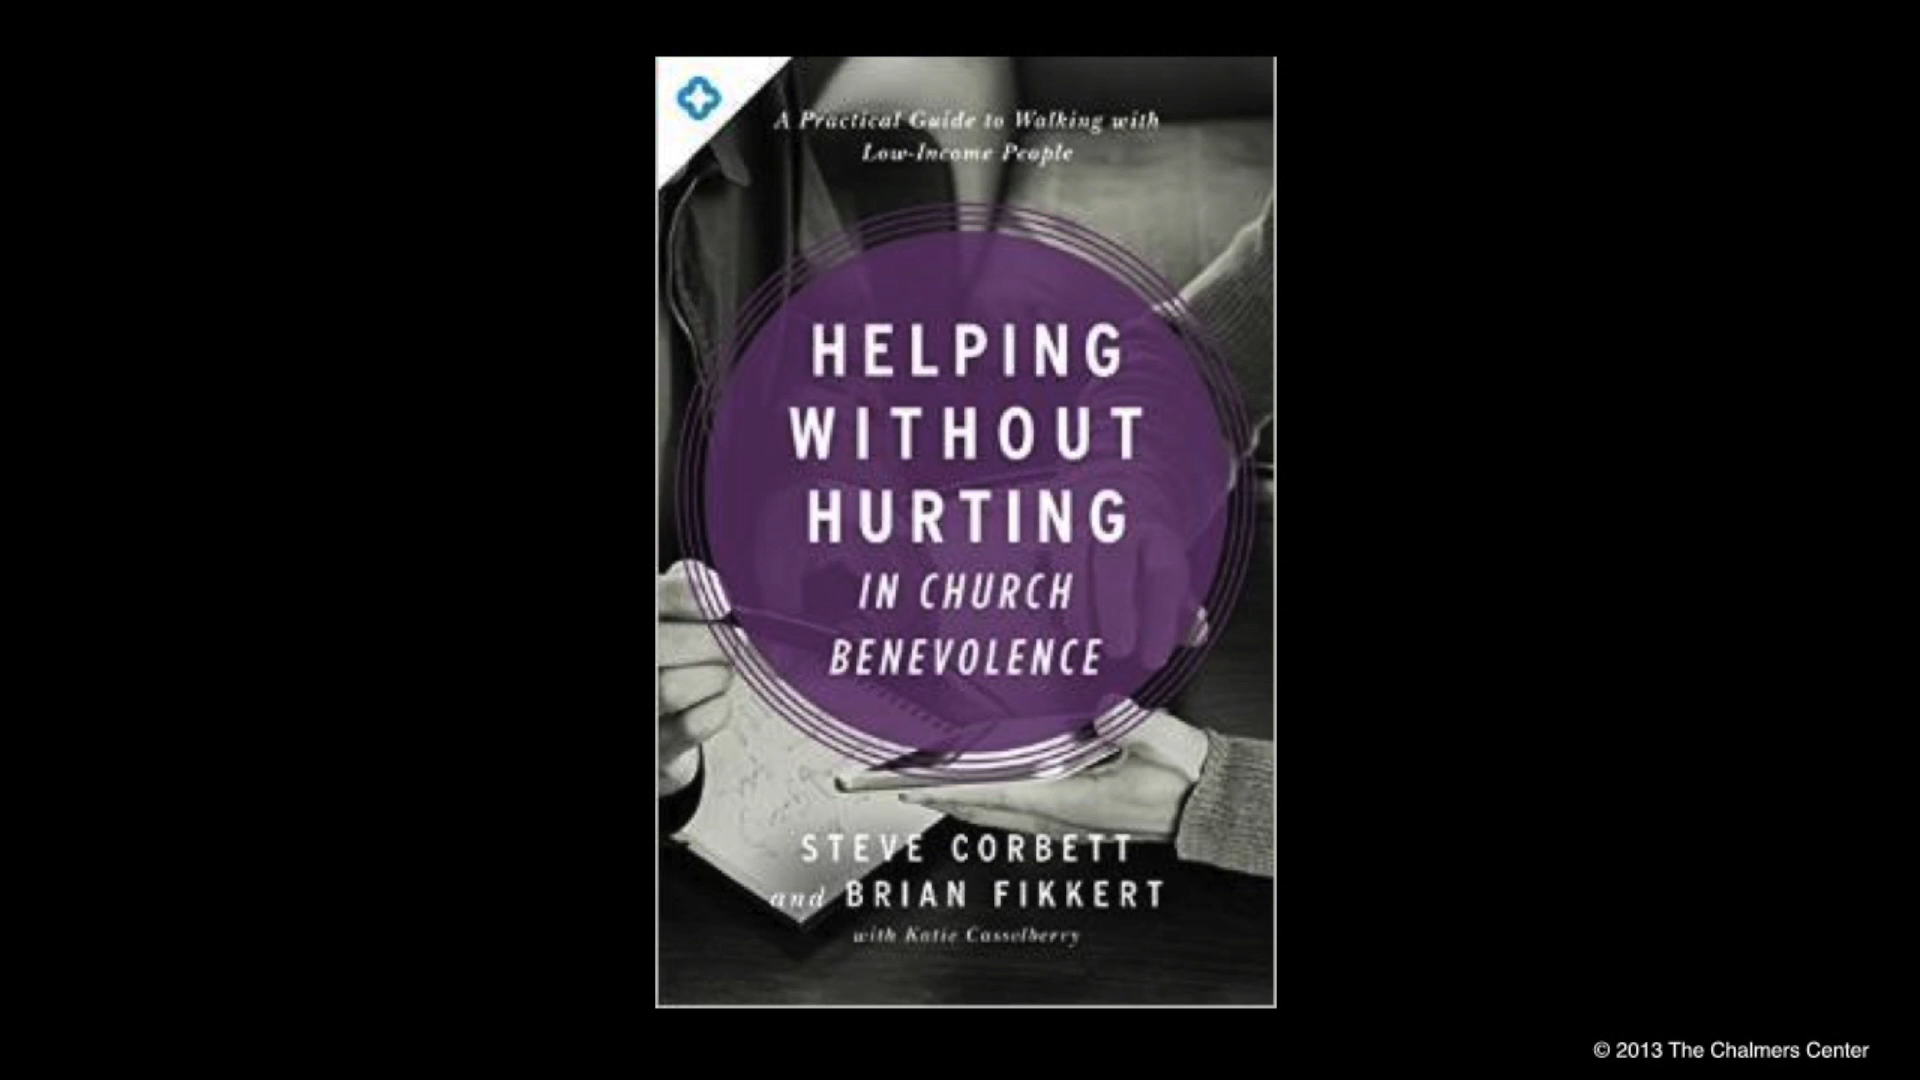 A Practical Guide to Walking with
Low-Income People
HELPING
WITHOUT
HURTING
IN CHURCH
BENEVOLENCE
STEVE CORBETT
and BRIAN FIKKERT
with Katie Casselberry
© 2013 The Chalmers Center